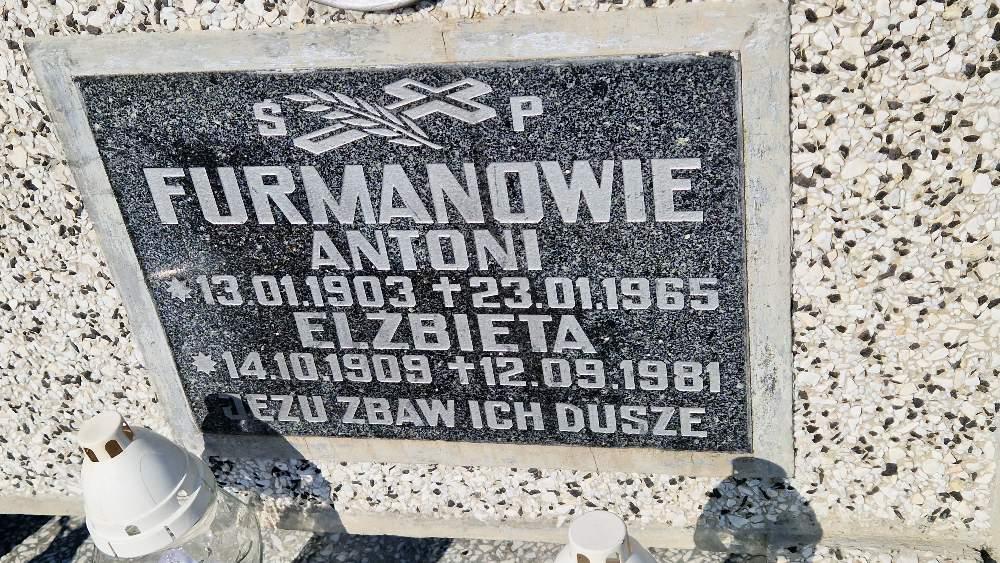 S P
FURMANOWIE
ANTONI
*13.01.1903 †23.01.1965
ELZBIETA
*14.10.1909 †12.09.1981
JEZU ZBAW ICH DUSZE